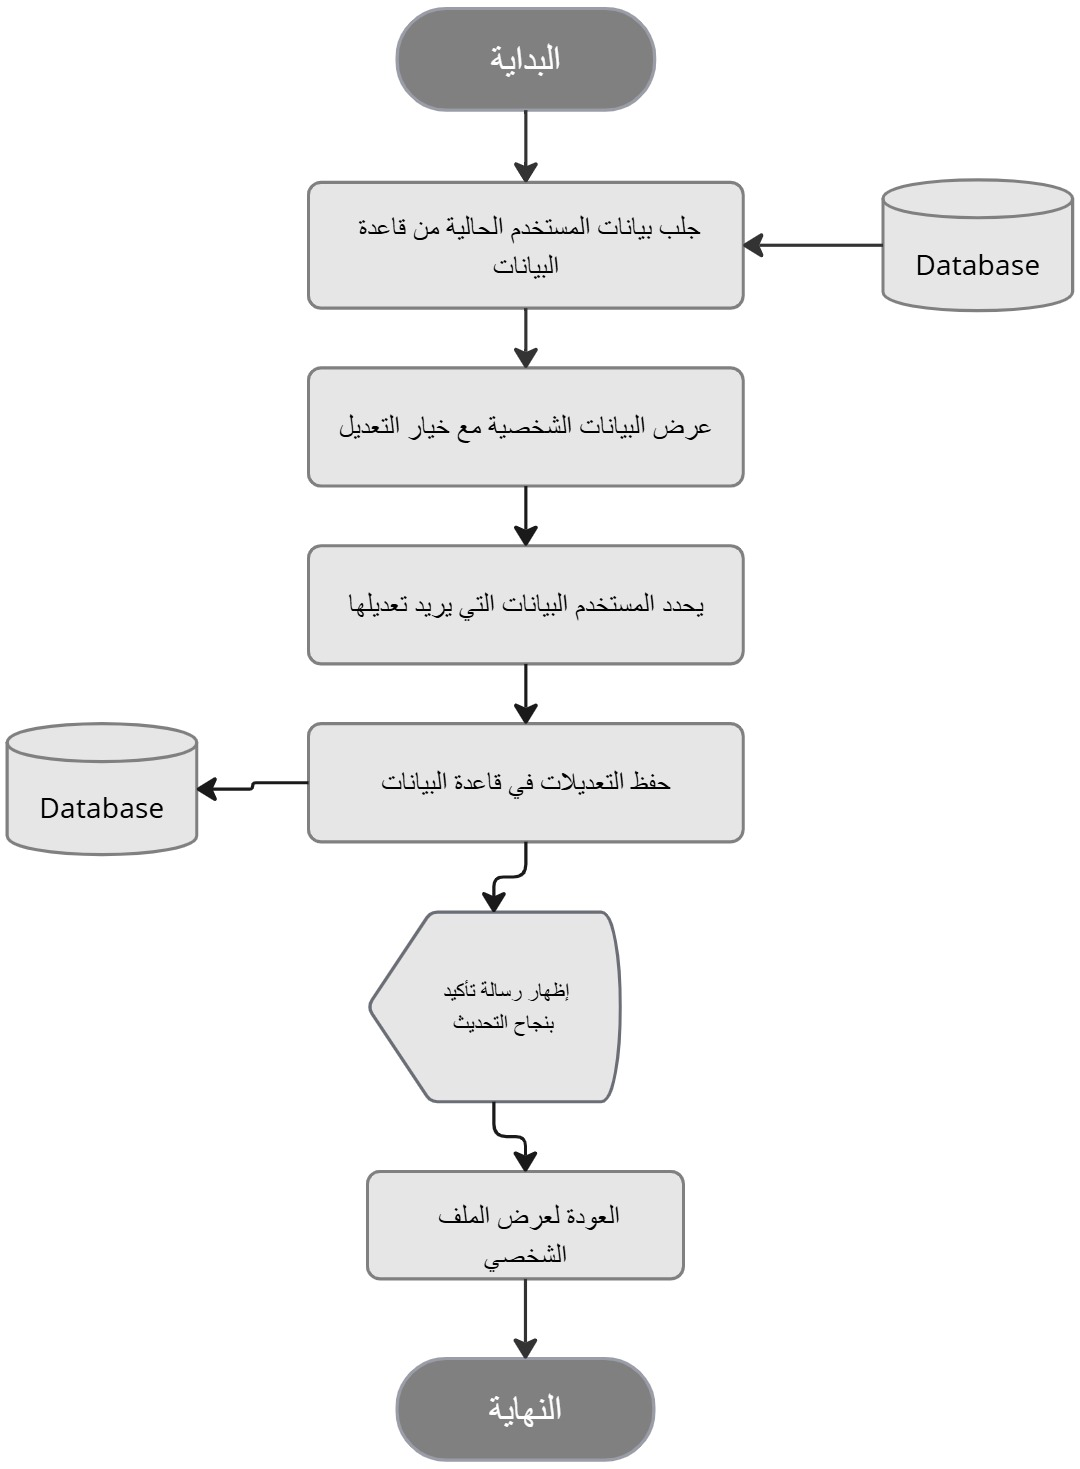 البداية
جلب بيانات المستخدم الحالية من قاعدة
البيانات
Database
عرض البيانات الشخصية مع خيار التعديل
يحدد المستخدم البيانات التي يريد تعديلها
حفظ التعديلات في قاعدة البيانات
Database
إظهار رسالة تأكيد
بنجاح التحديث
العودة لعرض الملف
الشخصي
النهاية